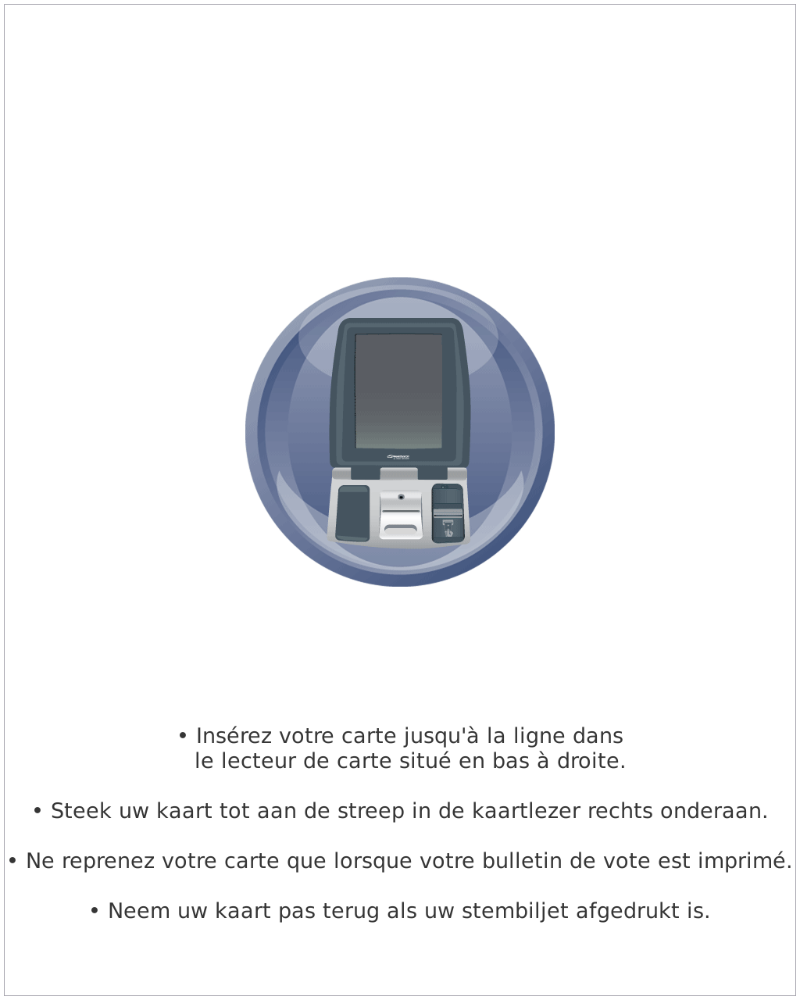 • Insérez votre carte jusqu'à la ligne dans
le lecteur de carte situé en bas à droite.
• Steek uw kaart tot aan de streep in de kaartlezer rechts onderaan.
• Ne reprenez votre carte que lorsque votre bulletin de vote est imprimé.
• Neem uw kaart pas terug als uw stembiljet afgedrukt is.